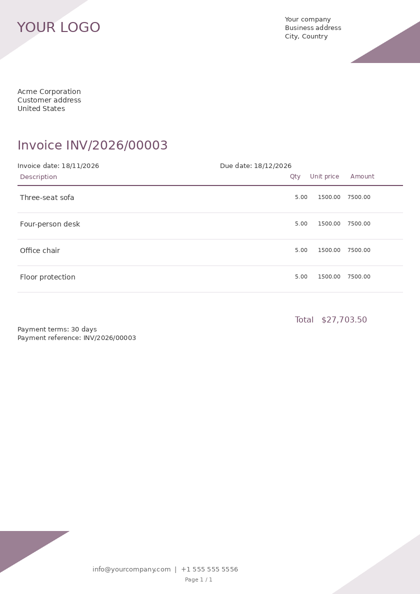 YOUR LOGO
Your company
Business address
City, Country
Acme Corporation
Customer address
United States
Invoice INV/2026/00003
Invoice date: 18/11/2026 Due date: 18/12/2026
Description Qty Unit price Amount
Three-seat sofa 5.00 1500.00 7500.00
Four-person desk 5.00 1500.00 7500.00
Office chair 5.00 1500.00 7500.00
Floor protection 5.00 1500.00 7500.00
Total $27,703.50
Payment terms: 30 days
Payment reference: INV/2026/00003
info@yourcompany.com | +1 555 555 5556
Page 1 / 1